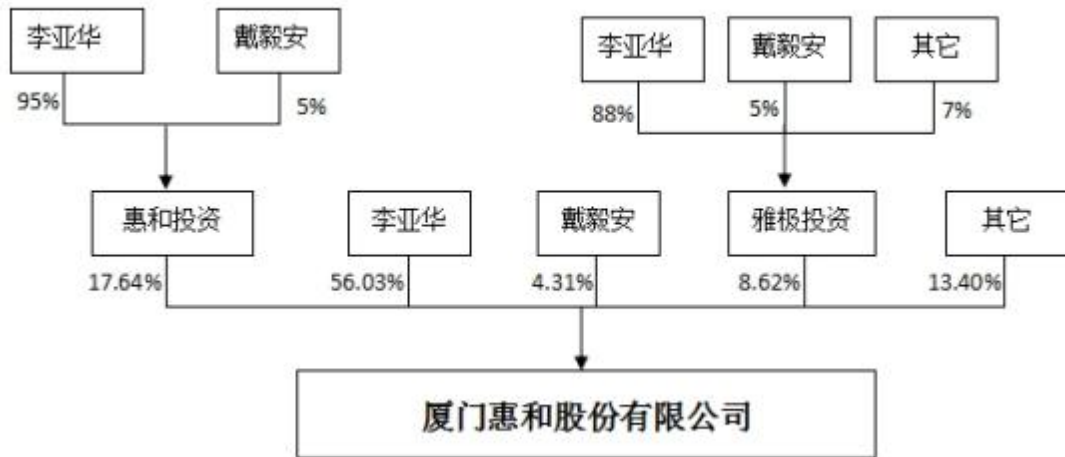 李亚华
戴毅安
李亚华
戴毅安
其它
95%
5%
88%
5%
7%
惠和投资
李亚华
戴毅安
雅极投资
其它
17.64%
56.03%
4.31%
8.62%
13.40%
厦门惠和股份有限公司